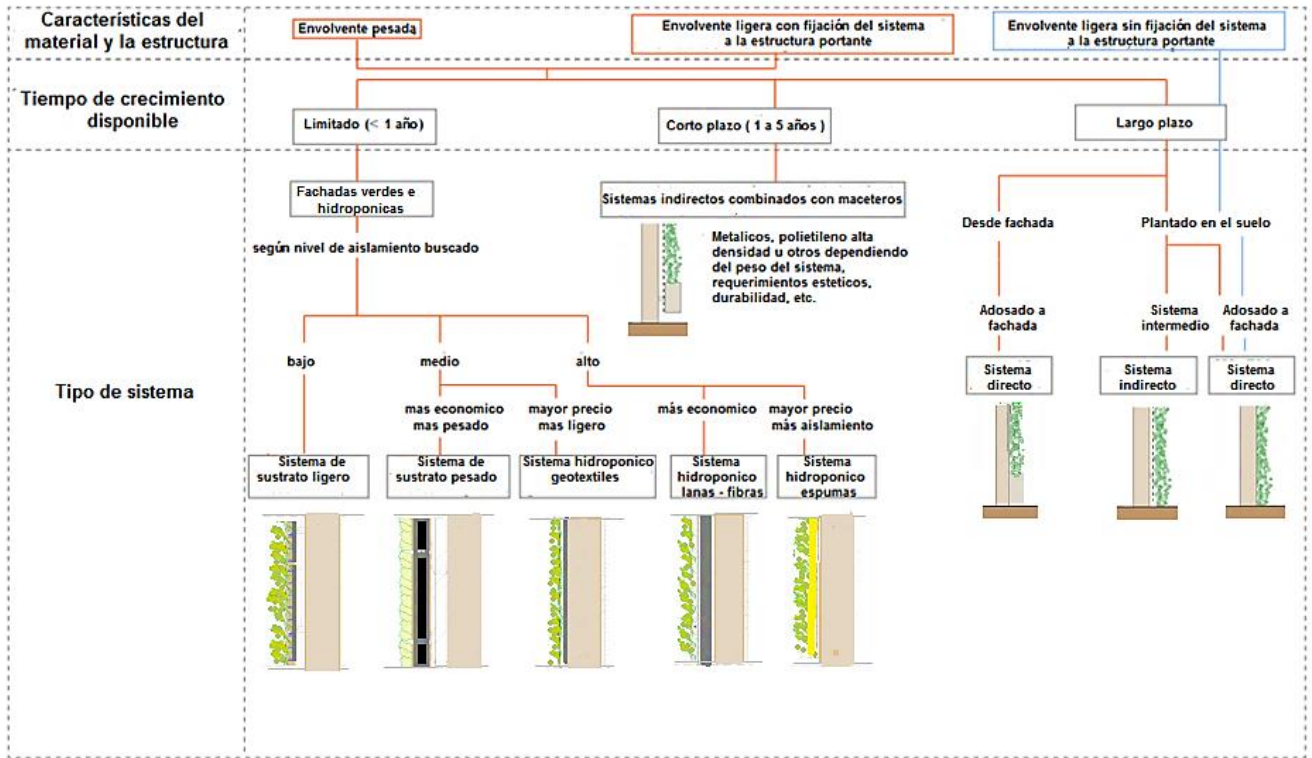 Características del
material y la estructura
Envolvente pesada
Envolvente ligera con fijación del sistema
a la estructura portante
Envolvente ligera sin fijación del sistema
a la estructura portante
Tiempo de crecimiento
disponible
Limitado (< 1 año)
Corto plazo ( 1 a 5 años )
Largo plazo
Tipo de sistema
Fachadas verdes e
hidroponicas
según nivel de aislamiento buscado
Sistemas indirectos combinados con maceteros
Metalicos, polietileno alta
densidad u otros dependiendo
del peso del sistema,
requerimientos esteticos,
durabilidad, etc.
Desde fachada
Plantado en el suelo
Adosado a
fachada
Sistema
intermedio
Adosado a
fachada
Sistema
directo
Sistema
indirecto
Sistema
directo
bajo
medio
alto
mas economico
mas pesado
mayor precio
mas ligero
más economico
mayor precio
más aislamiento
Sistema de
sustrato ligero
Sistema de
sustrato pesado
Sistema hidroponico
geotextiles
Sistema
hidroponico
lanas - fibras
Sistema
hidroponico
espumas